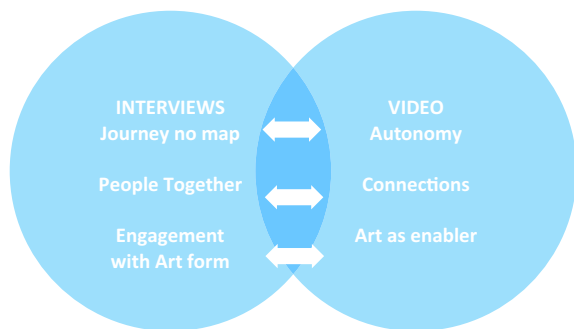 INTERVIEWS
Journey no map
People Together
Engagement
with Art form
VIDEO
Autonomy
Connections
Art as enabler